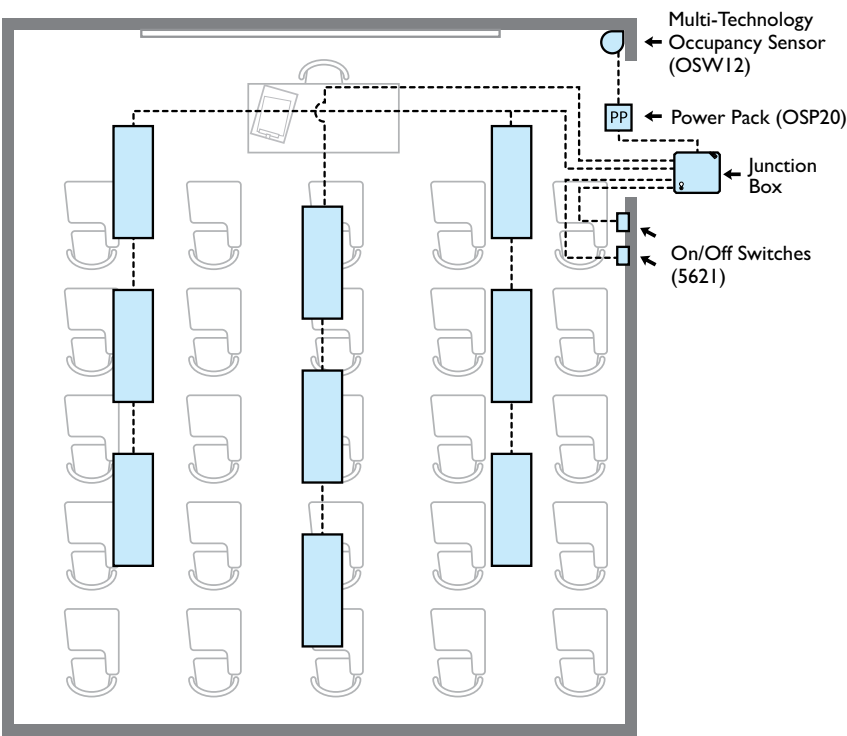 Multi-Technology
Occupancy Sensor
(OSW12)
PP
Power Pack (OSP20)
Junction
Box
On/Off Switches
(5621)